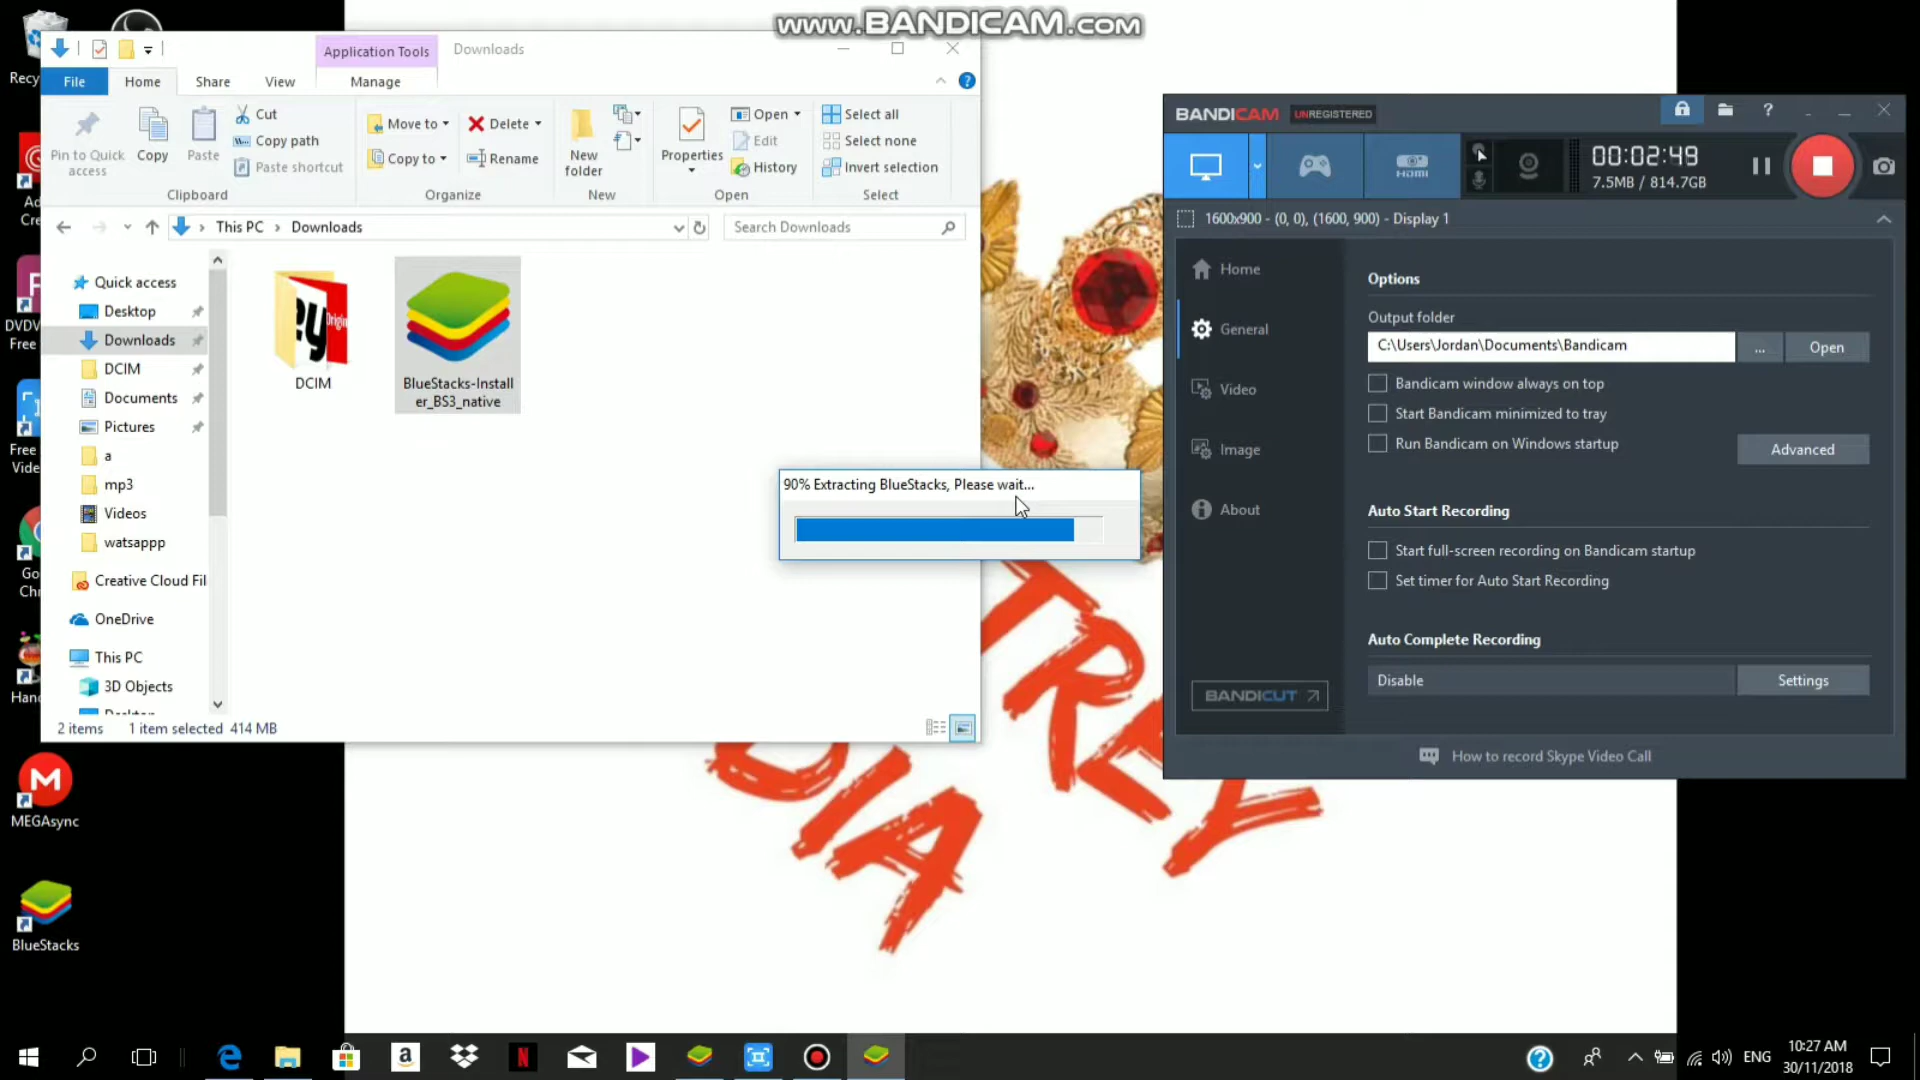 www.BANDICAM.com
Recy
Ad
Cre
DVDV
Free
Free
Vide
Go
Chr
Hand
MEGAsync
BlueStacks
Application Tools
Downloads
File
Home
Share
View
Manage
Pin to Quick
access
Copy
Paste
Cut
Copy path
Paste shortcut
Clipboard
Move to
Copy to
Delete
Rename
Organize
New
folder
New
Properties
Open
Edit
History
Open
Select all
Select none
Invert selection
Select
This PC
Downloads
Search Downloads
Quick access
Desktop
Downloads
DCIM
Documents
Pictures
a
mp3
Videos
watsappp
Creative Cloud Fil
OneDrive
This PC
3D Objects
Desktop
DCIM
BlueStacks-Install
er_BS3_native
2 items
1 item selected 414 MB
90% Extracting BlueStacks, Please wait...
BANDICAM
UNREGISTERED
HDMI
00:02:49
7.5MB / 814.7GB
1600x900 - (0, 0), (1600, 900) - Display 1
Home
General
Video
Image
About
BANDICUT
Options
Output folder
C:\Users\Jordan\Documents\Bandicam
...
Open
Bandicam window always on top
Start Bandicam minimized to tray
Run Bandicam on Windows startup
Advanced
Auto Start Recording
Start full-screen recording on Bandicam startup
Set timer for Auto Start Recording
Auto Complete Recording
Disable
Settings
How to record Skype Video Call
TREY
DIA
ENG
10:27 AM
30/11/2018